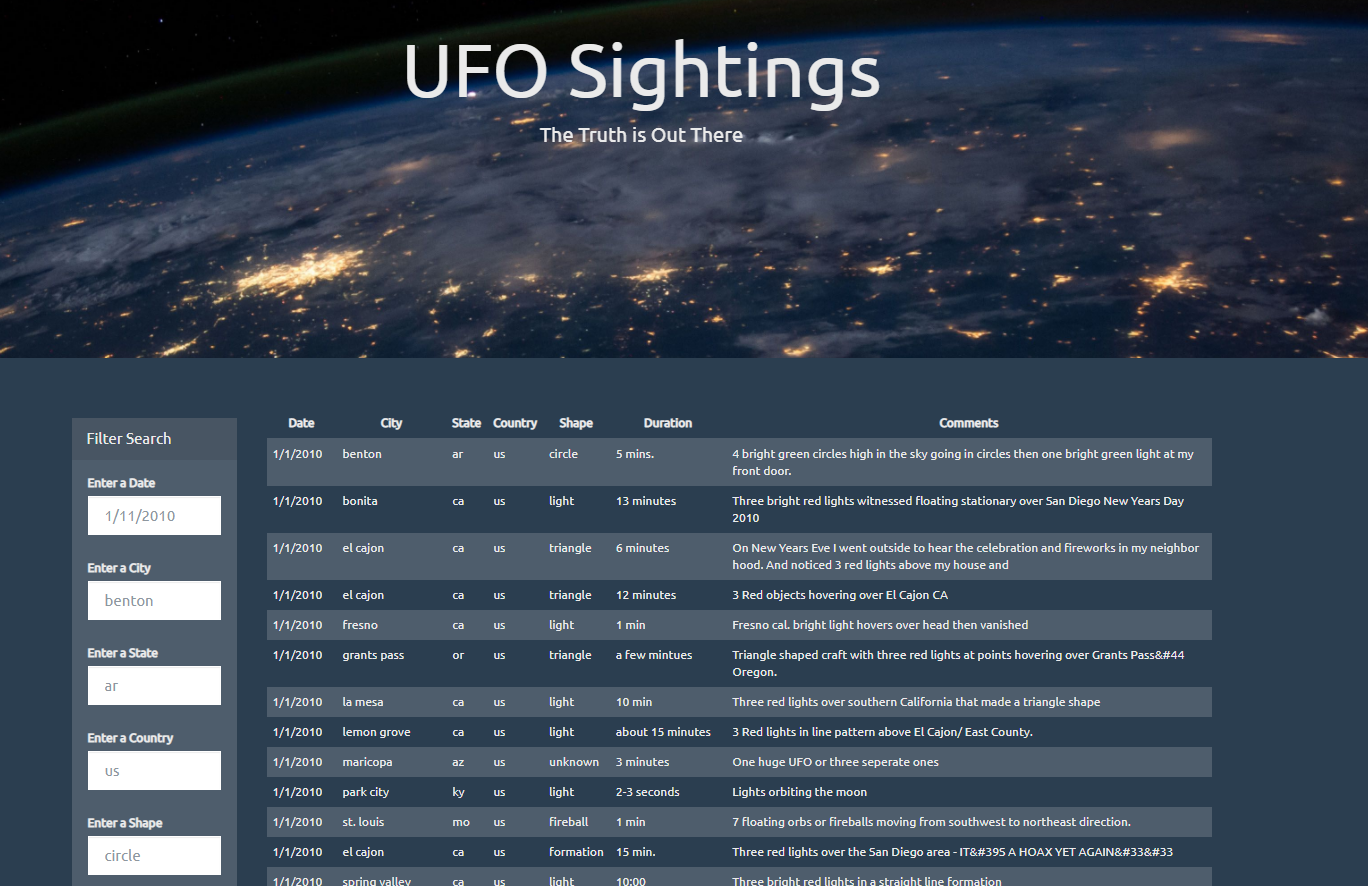 UFO Sightings
The Truth is Out There
Filter Search
Enter a Date
1/11/2010
Enter a City
benton
Enter a State
ar
Enter a Country
us
Enter a Shape
circle
Date City State Country Shape Duration Comments
1/1/2010 benton ar us circle 5 mins. 4 bright green circles high in the sky going in circles then one bright green light at my
front door.
1/1/2010 bonita ca us light 13 minutes Three bright red lights witnessed floating stationary over San Diego New Years Day
2010
1/1/2010 el cajon ca us triangle 6 minutes On New Years Eve I went outside to hear the celebration and fireworks in my neighbor
hood. And noticed 3 red lights above my house and
1/1/2010 el cajon ca us triangle 12 minutes 3 Red objects hovering over El Cajon CA
1/1/2010 fresno ca us light 1 min Fresno cal. bright light hovers over head then vanished
1/1/2010 grants pass or us triangle a few mintues Triangle shaped craft with three red lights at points hovering over Grants Pass&#44
Oregon.
1/1/2010 la mesa ca us light 10 min Three red lights over southern California that made a triangle shape
1/1/2010 lemon grove ca us light about 15 minutes 3 Red lights in line pattern above El Cajon/ East County.
1/1/2010 maricopa az us unknown 3 minutes One huge UFO or three seperate ones
1/1/2010 park city ky us light 2-3 seconds Lights orbiting the moon
1/1/2010 st. louis mo us fireball 1 min 7 floating orbs or fireballs moving from southwest to northeast direction.
1/1/2010 el cajon ca us formation 15 min. Three red lights over the San Diego area - IT&#395 A HOAX YET AGAIN&#33&#33
1/1/2010 spring valley ca us light 10:00 Three bright red lights in a straight line formation